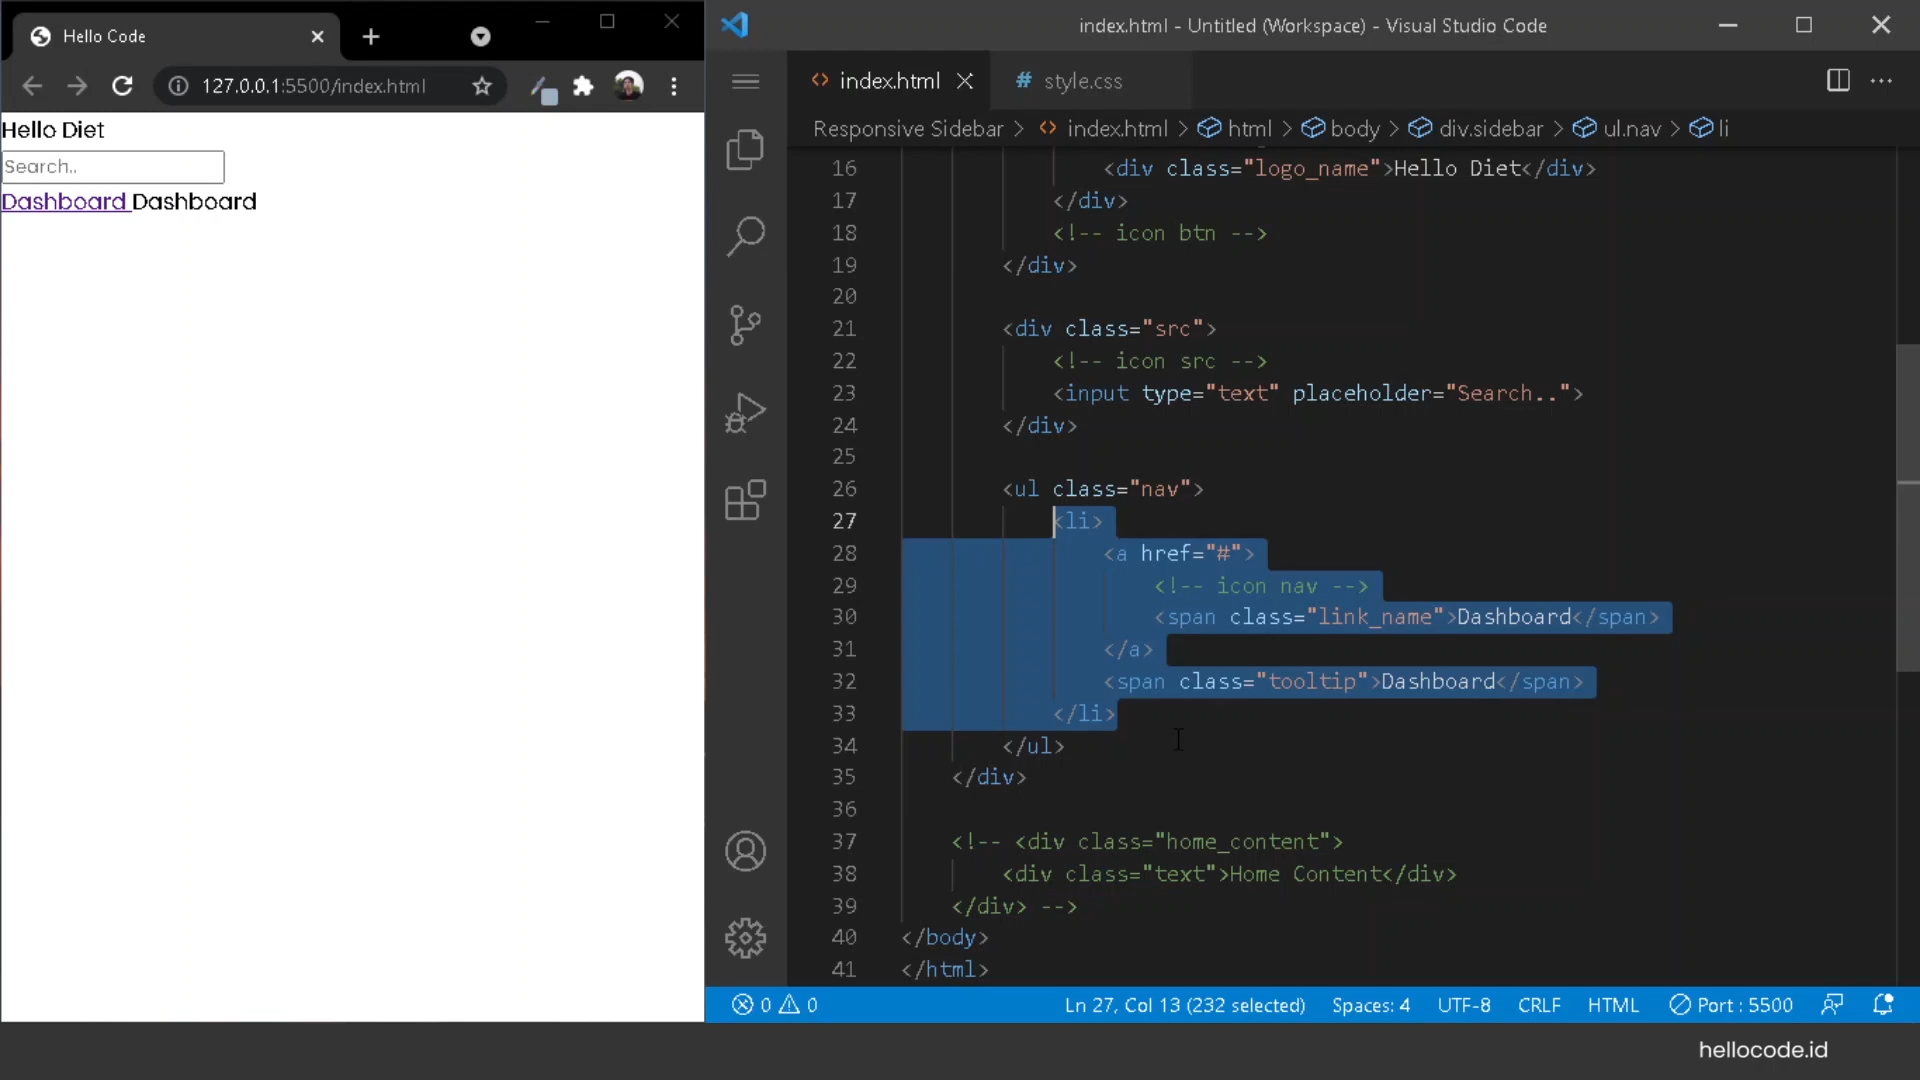 Hello Code
127.0.0.1:5500/index.html
Hello Diet
Search..
Dashboard Dashboard
index.html - Untitled (Workspace) - Visual Studio Code
index.html
# style.css
Responsive Sidebar > index.html > html > body > div.sidebar > ul.nav > li
16 <div class="logo_name">Hello Diet</div>
17 </div>
18 <!-- icon btn -->
19 </div>
20
21 <div class="src">
22 <!-- icon src -->
23 <input type="text" placeholder="Search..">
24 </div>
25
26 <ul class="nav">
27 <li>
28 <a href="#">
29 <!-- icon nav -->
30 <span class="link_name">Dashboard</span>
31 </a>
32 <span class="tooltip">Dashboard</span>
33 </li>
34 </ul>
35 </div>
36
37 <!-- <div class="home_content">
38 <div class="text">Home Content</div>
39 </div> -->
40 </body>
41 </html>
0 0 Ln 27, Col 13 (232 selected) Spaces: 4 UTF-8 CRLF HTML Port : 5500
hellocode.id